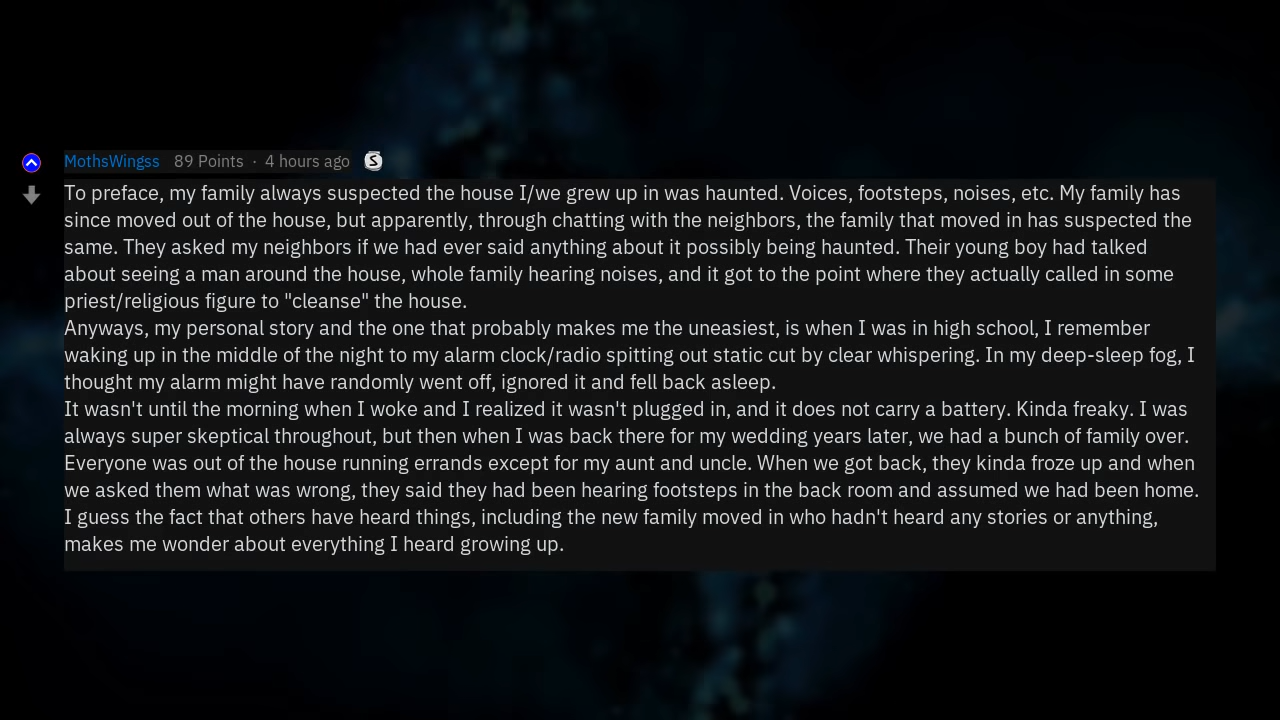 MothsWingss 89 Points · 4 hours ago S
To preface, my family always suspected the house I/we grew up in was haunted. Voices, footsteps, noises, etc. My family has
since moved out of the house, but apparently, through chatting with the neighbors, the family that moved in has suspected the
same. They asked my neighbors if we had ever said anything about it possibly being haunted. Their young boy had talked
about seeing a man around the house, whole family hearing noises, and it got to the point where they actually called in some
priest/religious figure to "cleanse" the house.
Anyways, my personal story and the one that probably makes me the uneasiest, is when I was in high school, I remember
waking up in the middle of the night to my alarm clock/radio spitting out static cut by clear whispering. In my deep-sleep fog, I
thought my alarm might have randomly went off, ignored it and fell back asleep.
It wasn't until the morning when I woke and I realized it wasn't plugged in, and it does not carry a battery. Kinda freaky. I was
always super skeptical throughout, but then when I was back there for my wedding years later, we had a bunch of family over.
Everyone was out of the house running errands except for my aunt and uncle. When we got back, they kinda froze up and when
we asked them what was wrong, they said they had been hearing footsteps in the back room and assumed we had been home.
I guess the fact that others have heard things, including the new family moved in who hadn't heard any stories or anything,
makes me wonder about everything I heard growing up.